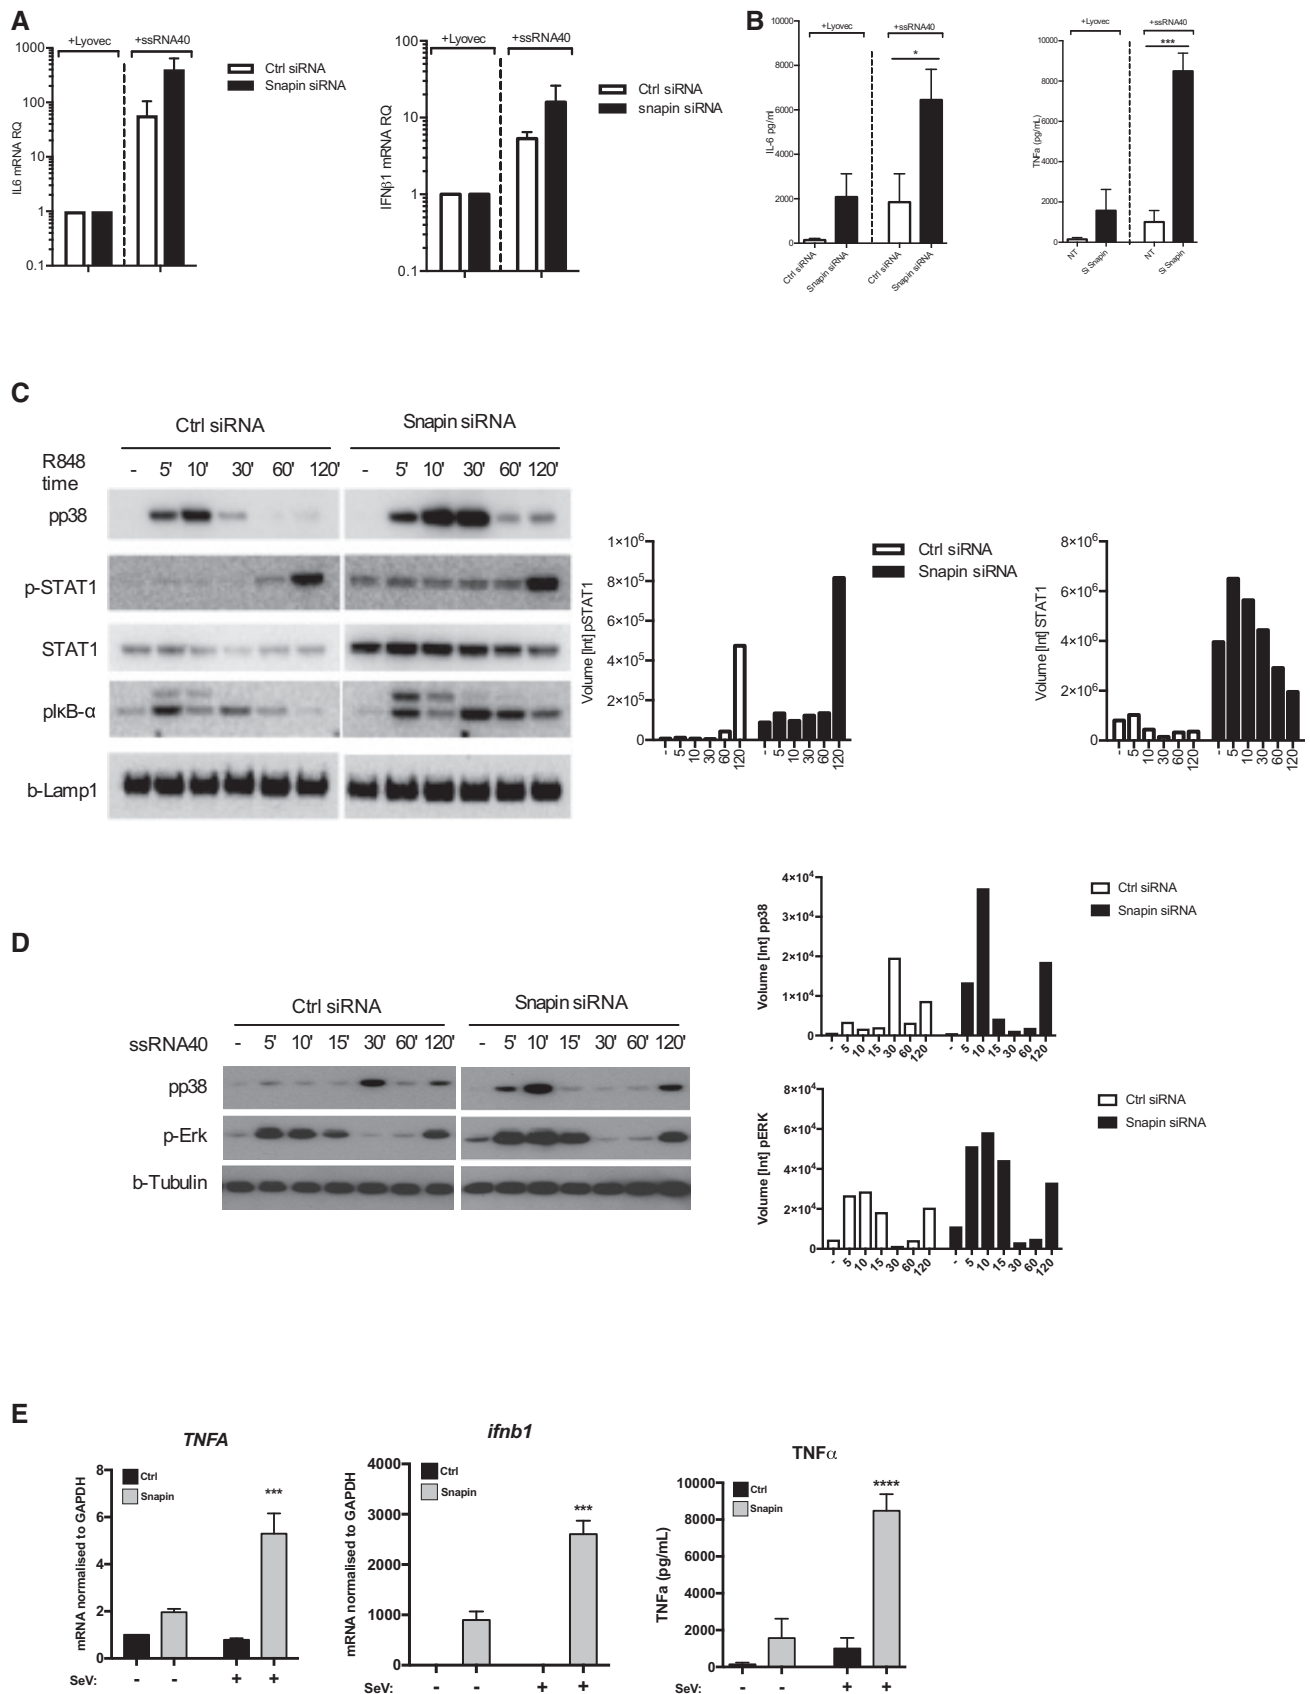 A
+Lyovec
+ssRNA40
1000
100
10
1
0.1
IL6 mRNA RQ
Ctrl siRNA
Snapin siRNA
+Lyovec
+ssRNA40
100
10
1
0.1
IFNβ1 mRNA RQ
Ctrl siRNA
snapin siRNA
B
+Lyovec
+ssRNA40
*
10000
8000
6000
4000
2000
0
IL-6 pg/ml
Ctrl siRNA
Snapin siRNA
Ctrl siRNA
Snapin siRNA
+Lyovec
+ssRNA40
***
10000
8000
6000
4000
2000
0
TNFa (pg/mL)
NT
Si Snapin
NT
Si Snapin
C
Ctrl siRNA
Snapin siRNA
R848
time
- 5' 10' 30' 60' 120' - 5' 10' 30' 60' 120'
pp38
p-STAT1
STAT1
pIκB-α
b-Lamp1
1×10⁶
8×10⁵
6×10⁵
4×10⁵
2×10⁵
0
Volume [Int] pSTAT1
- 5 10 30 60 120 - 5 10 30 60 120
Ctrl siRNA
Snapin siRNA
8×10⁶
6×10⁶
4×10⁶
2×10⁶
0
Volume [Int] STAT1
- 5 10 30 60 120 - 5 10 30 60 120
D
Ctrl siRNA
Snapin siRNA
ssRNA40
- 5' 10' 15' 30' 60' 120' - 5' 10' 15' 30' 60' 120'
pp38
p-Erk
b-Tubulin
4×10⁴
3×10⁴
2×10⁴
1×10⁴
0
Volume [Int] pp38
- 5 10 15 30 60 120 - 5 10 15 30 60 120
Ctrl siRNA
Snapin siRNA
8×10⁴
6×10⁴
4×10⁴
2×10⁴
0
Volume [Int] pERK
- 5 10 15 30 60 120 - 5 10 15 30 60 120
Ctrl siRNA
Snapin siRNA
E
TNFA
8
6
4
2
0
mRNA normalised to GAPDH
Ctrl
Snapin
***
SeV: - - + +
ifnb1
4000
3000
2000
1000
0
mRNA normalised to GAPDH
Ctrl
Snapin
***
SeV: - - + +
TNFα
10000
8000
6000
4000
2000
0
TNFa (pg/mL)
Ctrl
Snapin
****
SeV: - - + +